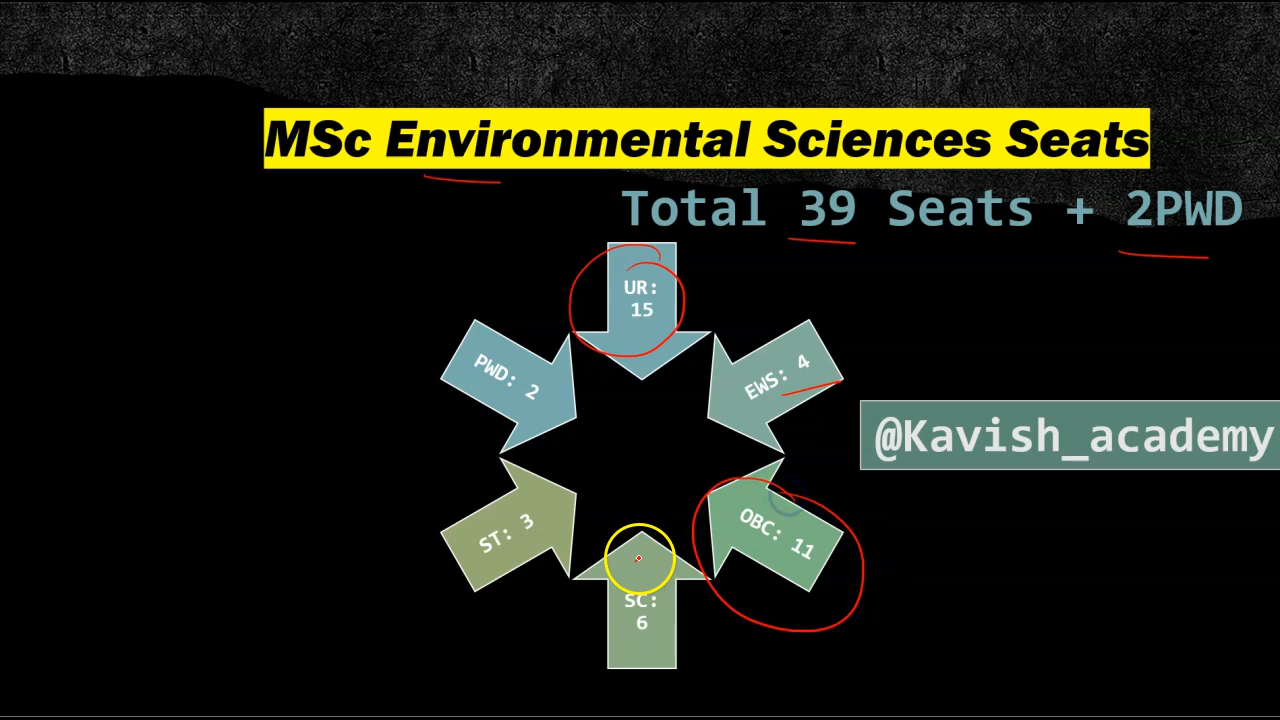 MSc Environmental Sciences Seats
Total 39 Seats + 2PWD
UR:
15
PWD: 2
EWS: 4
@Kavish_academy
ST: 3
OBC: 11
SC:
6